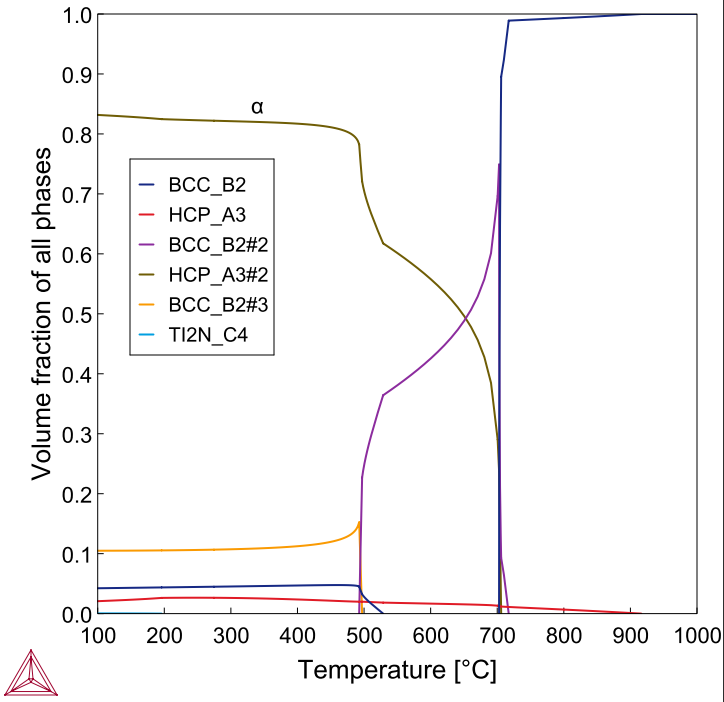 1.0
0.9
α
0.8
0.7
0.6
0.5
0.4
0.3
0.2
0.1
0.0
Volume fraction of all phases
BCC_B2
HCP_A3
BCC_B2#2
HCP_A3#2
BCC_B2#3
TI2N_C4
100 200 300 400 500 600 700 800 900 1000
Temperature [°C]